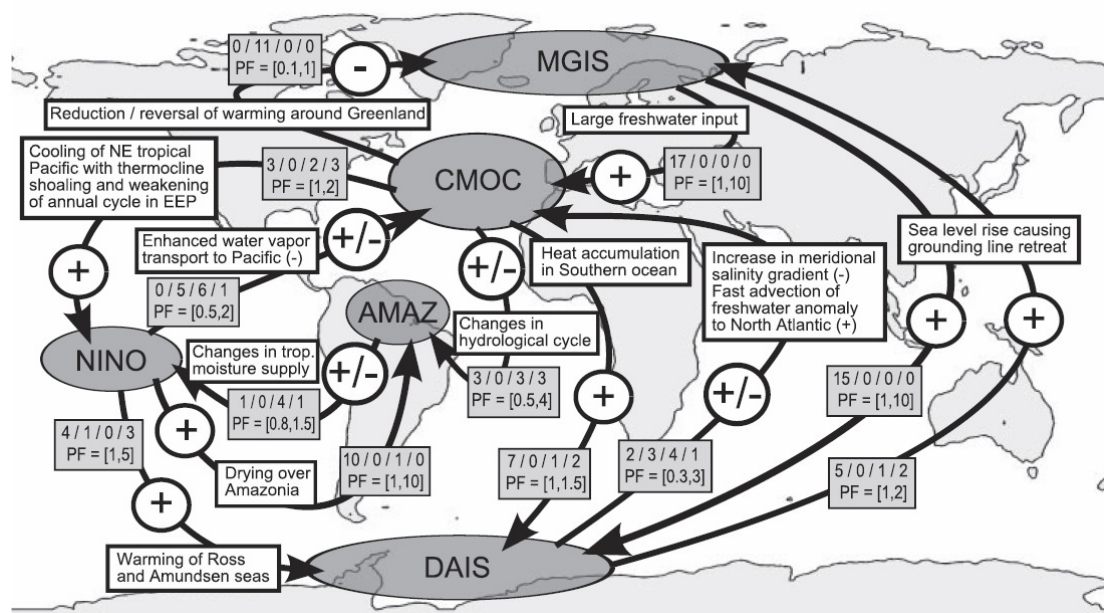 0 / 11 / 0 / 0
PF = [0.1,1]
-
MGIS
Reduction / reversal of warming around Greenland
Large freshwater input
Cooling of NE tropical
Pacific with thermocline
shoaling and weakening
of annual cycle in EEP
3 / 0 / 2 / 3
PF = [1,2]
CMOC
+
17 / 0 / 0 / 0
PF = [1,10]
+/-
Enhanced water vapor
transport to Pacific (-)
+
0 / 5 / 6 / 1
PF = [0.5,2]
+/-
Heat accumulation
in Southern ocean
Increase in meridional
salinity gradient (-)
Fast advection of
freshwater anomaly
to North Atlantic (+)
Sea level rise causing
grounding line retreat
AMAZ
NINO
Changes in trop.
moisture supply
+/-
Changes in
hydrological cycle
+
+
1 / 0 / 4 / 1
PF = [0.8,1.5]
3 / 0 / 3 / 3
PF = [0.5,4]
+
+/-
15 / 0 / 0 / 0
PF = [1,10]
4 / 1 / 0 / 3
PF = [1,5]
+
Drying over
Amazonia
10 / 0 / 1 / 0
PF = [1,10]
7 / 0 / 1 / 2
PF = [1,1.5]
2 / 3 / 4 / 1
PF = [0.3,3]
5 / 0 / 1 / 2
PF = [1,2]
+
Warming of Ross
and Amundsen seas
DAIS